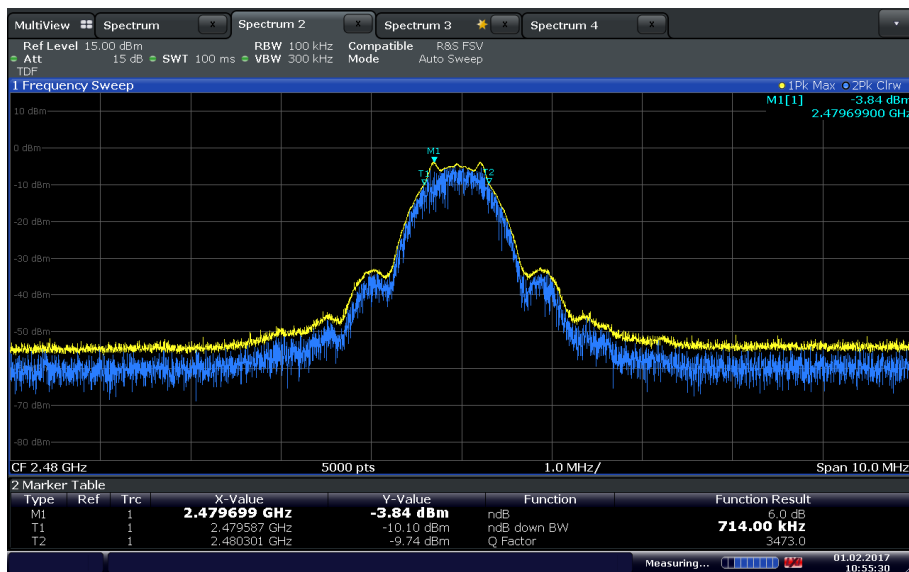 MultiView Spectrum x Spectrum 2 x Spectrum 3 x Spectrum 4 x
Ref Level 15.00 dBm RBW 100 kHz Compatible R&S FSV
Att 15 dB SWT 100 ms VBW 300 kHz Mode Auto Sweep
TDF
1 Frequency Sweep 1Pk Max 2Pk Clrw
M1[1] -3.84 dBm
2.47969900 GHz
10 dBm
0 dBm
M1
T1 T2
-10 dBm
-20 dBm
-30 dBm
-40 dBm
-50 dBm
-60 dBm
-70 dBm
-80 dBm
CF 2.48 GHz 5000 pts 1.0 MHz/ Span 10.0 MHz
2 Marker Table
Type Ref Trc X-Value Y-Value Function Function Result
M1 1 2.479699 GHz -3.84 dBm ndB 6.0 dB
T1 1 2.479587 GHz -10.10 dBm ndB down BW 714.00 kHz
T2 1 2.480301 GHz -9.74 dBm Q Factor 3473.0
Measuring... 01.02.2017
10:55:30